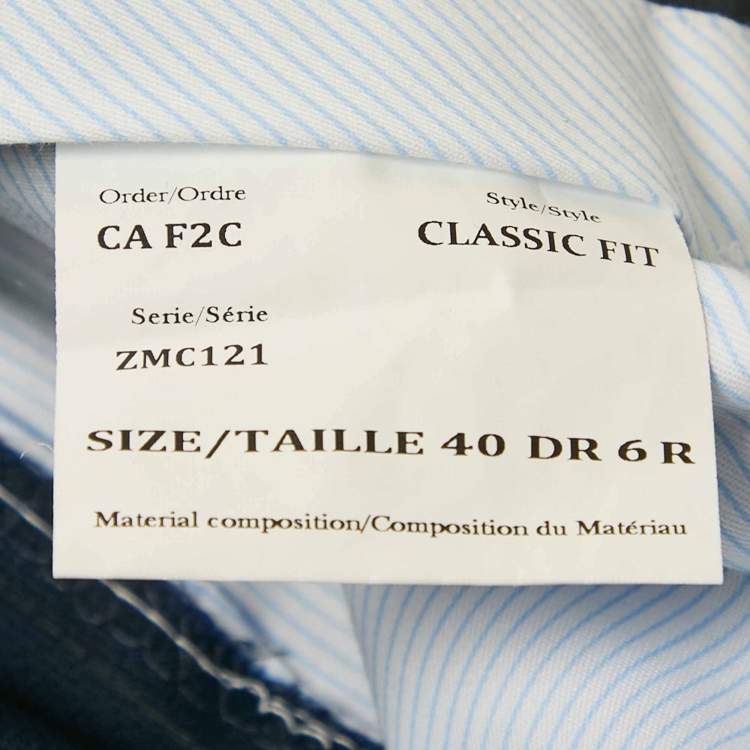 Order/Ordre
CA F2C
Style/Style
CLASSIC FIT
Serie/Série
ZMC121
SIZE/TAILLE 40 DR 6 R
Material composition/Composition du Matériau